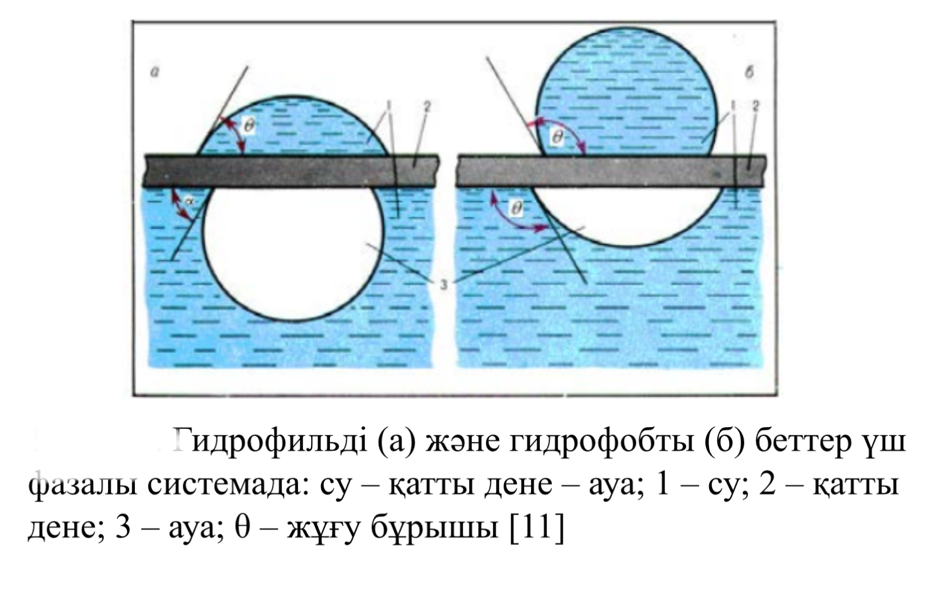 а
б
θ
1
2
θ
1
2
α
θ
3
Гидрофильді (а) және гидрофобты (б) беттер үш
фазалы системада: су – қатты дене – ауа; 1 – су; 2 – қатты
дене; 3 – ауа; θ – жұғу бұрышы [11]